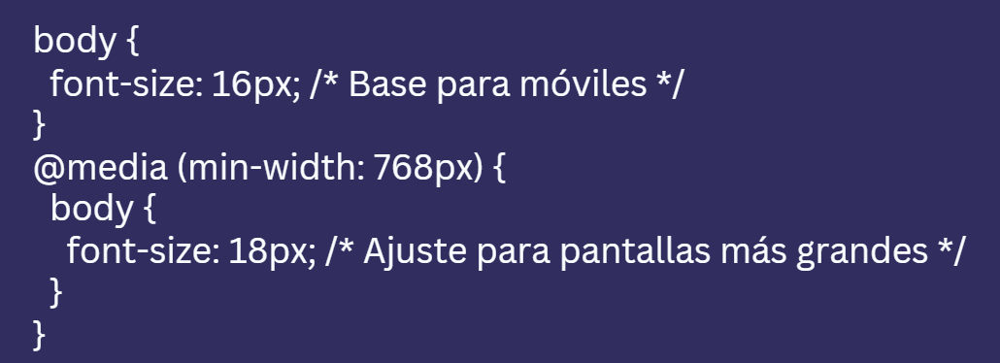 body {
  font-size: 16px; /* Base para móviles */
}
@media (min-width: 768px) {
  body {
    font-size: 18px; /* Ajuste para pantallas más grandes */
  }
}